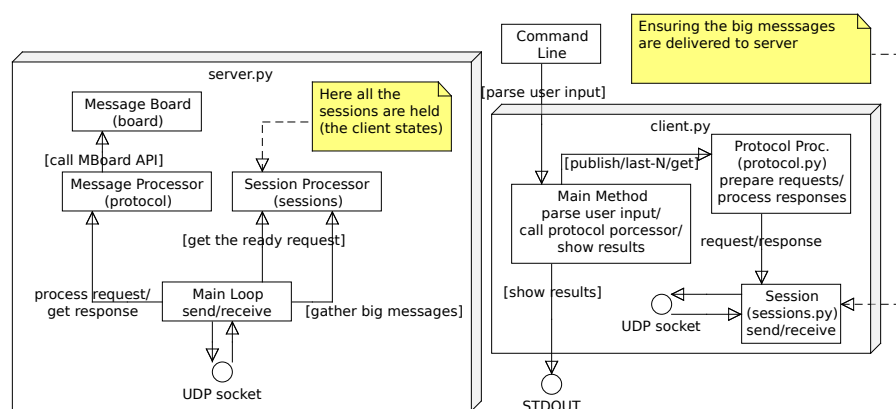 server.py
Message Board
(board)
[call MBoard API]
Message Processor
(protocol)
Here all the
sessions are held
(the client states)
Session Processor
(sessions)
[get the ready request]
process request/
get response
Main Loop
send/receive
[gather big messages]
UDP socket
Command
Line
[parse user input]
Ensuring the big messsages
are delivered to server
client.py
[publish/last-N/get]
Protocol Proc.
(protocol.py)
prepare requests/
process responses
Main Method
parse user input/
call protocol porcessor/
show results
request/response
[show results]
UDP socket
Session
(sessions.py)
send/receive
STDOUT